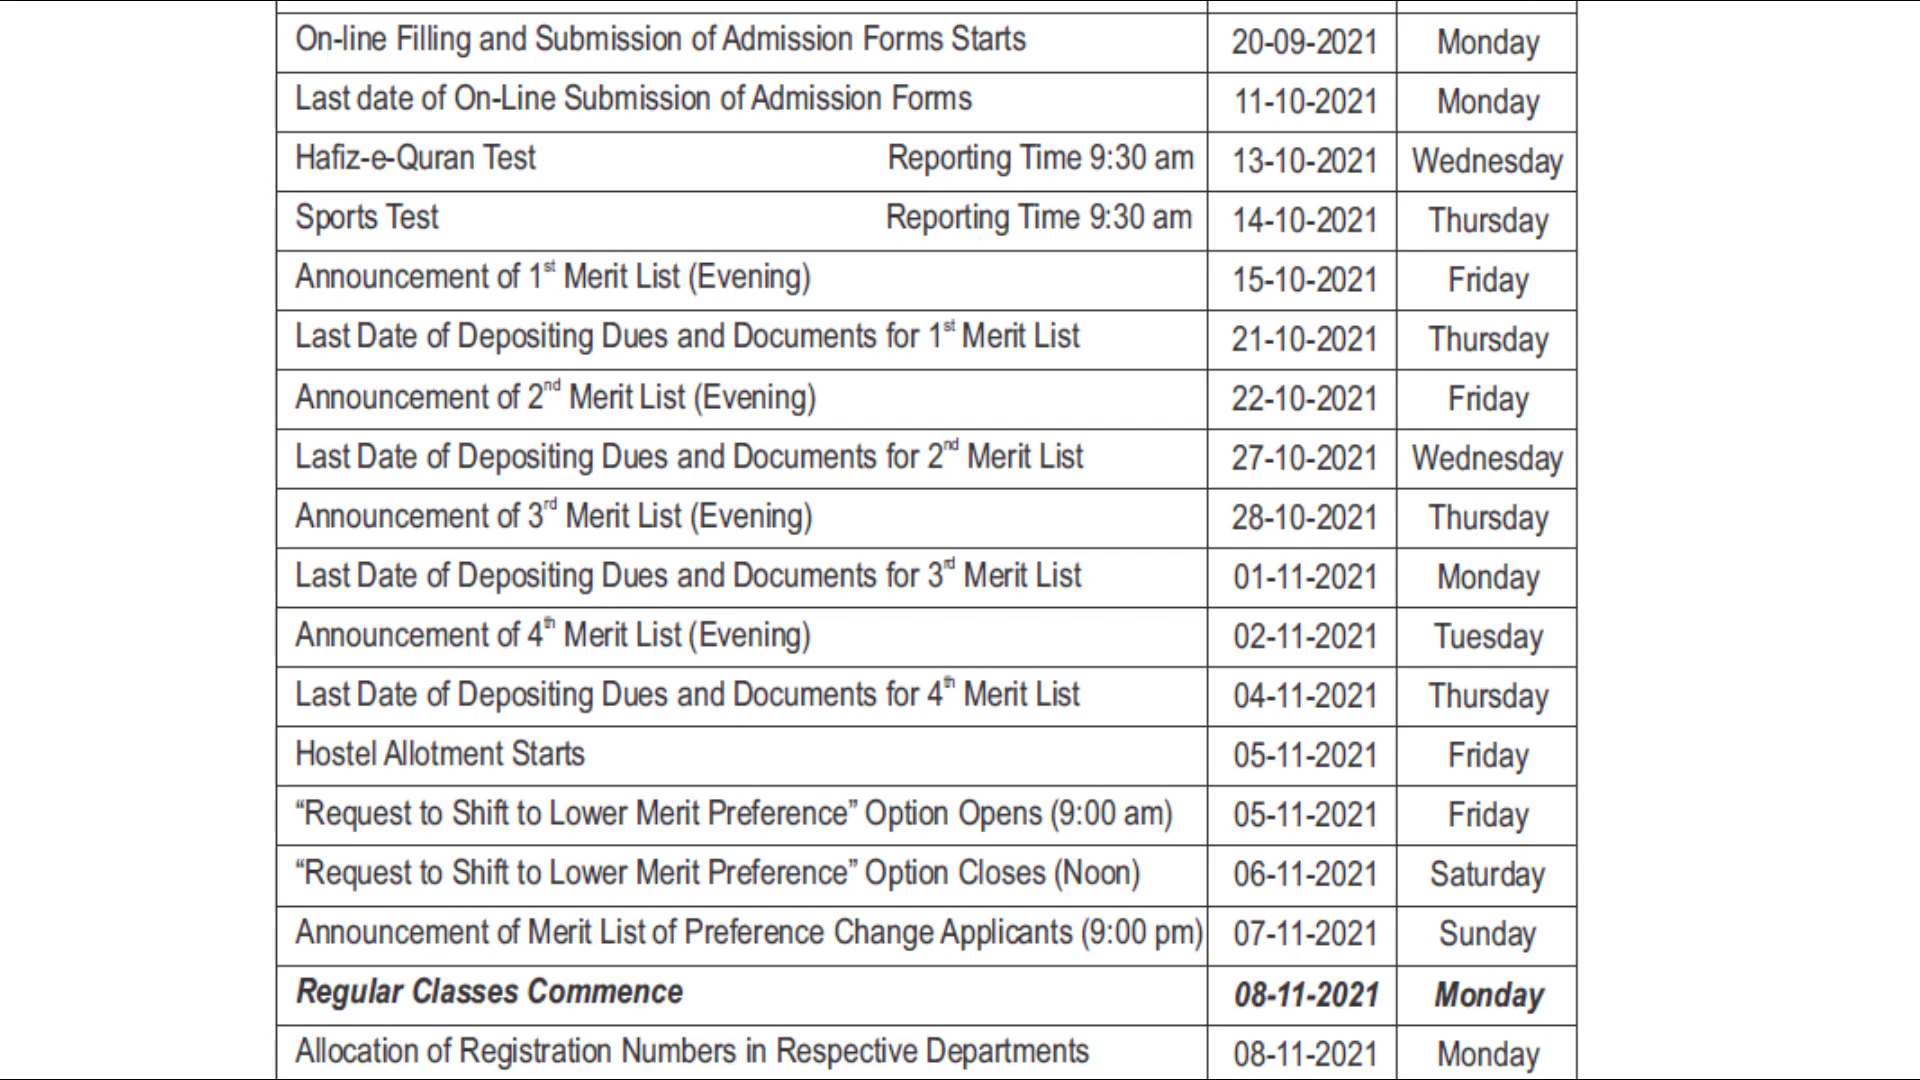 On-line Filling and Submission of Admission Forms Starts 20-09-2021 Monday
Last date of On-Line Submission of Admission Forms 11-10-2021 Monday
Hafiz-e-Quran Test Reporting Time 9:30 am 13-10-2021 Wednesday
Sports Test Reporting Time 9:30 am 14-10-2021 Thursday
Announcement of 1st Merit List (Evening) 15-10-2021 Friday
Last Date of Depositing Dues and Documents for 1st Merit List 21-10-2021 Thursday
Announcement of 2nd Merit List (Evening) 22-10-2021 Friday
Last Date of Depositing Dues and Documents for 2nd Merit List 27-10-2021 Wednesday
Announcement of 3rd Merit List (Evening) 28-10-2021 Thursday
Last Date of Depositing Dues and Documents for 3rd Merit List 01-11-2021 Monday
Announcement of 4th Merit List (Evening) 02-11-2021 Tuesday
Last Date of Depositing Dues and Documents for 4th Merit List 04-11-2021 Thursday
Hostel Allotment Starts 05-11-2021 Friday
“Request to Shift to Lower Merit Preference” Option Opens (9:00 am) 05-11-2021 Friday
“Request to Shift to Lower Merit Preference” Option Closes (Noon) 06-11-2021 Saturday
Announcement of Merit List of Preference Change Applicants (9:00 pm) 07-11-2021 Sunday
Regular Classes Commence 08-11-2021 Monday
Allocation of Registration Numbers in Respective Departments 08-11-2021 Monday